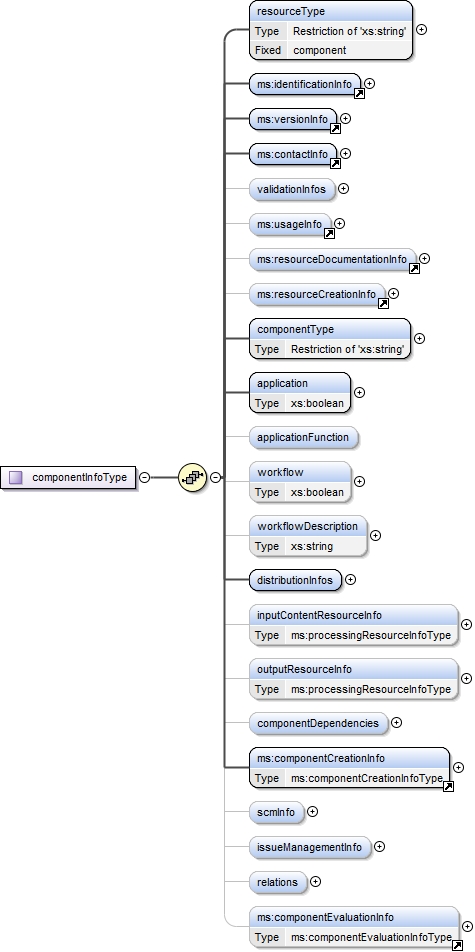 resourceType
Type Restriction of 'xs:string'
Fixed component
ms:identificationInfo
ms:versionInfo
ms:contactInfo
validationInfos
ms:usageInfo
ms:resourceDocumentationInfo
ms:resourceCreationInfo
componentType
Type Restriction of 'xs:string'
application
Type xs:boolean
applicationFunction
componentInfoType
workflow
Type xs:boolean
workflowDescription
Type xs:string
distributionInfos
inputContentResourceInfo
Type ms:processingResourceInfoType
outputResourceInfo
Type ms:processingResourceInfoType
componentDependencies
ms:componentCreationInfo
Type ms:componentCreationInfoType
scmInfo
issueManagementInfo
relations
ms:componentEvaluationInfo
Type ms:componentEvaluationInfoType